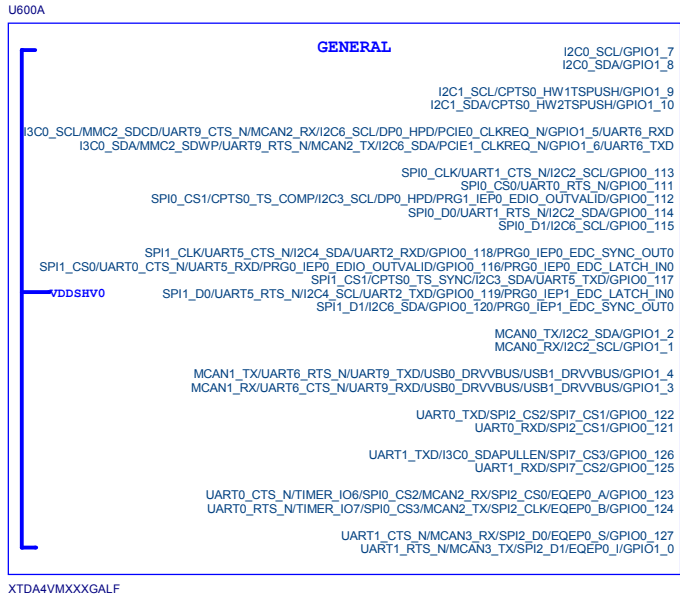 U600A
GENERAL
I2C0_SCL/GPIO1_7
I2C0_SDA/GPIO1_8
I2C1_SCL/CPTS0_HW1TSPUSH/GPIO1_9
I2C1_SDA/CPTS0_HW2TSPUSH/GPIO1_10
I3C0_SCL/MMC2_SDCD/UART9_CTS_N/MCAN2_RX/I2C6_SCL/DP0_HPD/PCIE0_CLKREQ_N/GPIO1_5/UART6_RXD
I3C0_SDA/MMC2_SDWP/UART9_RTS_N/MCAN2_TX/I2C6_SDA/PCIE1_CLKREQ_N/GPIO1_6/UART6_TXD
SPI0_CLK/UART1_CTS_N/I2C2_SCL/GPIO0_113
SPI0_CS0/UART0_RTS_N/GPIO0_111
SPI0_CS1/CPTS0_TS_COMP/I2C3_SCL/DP0_HPD/PRG1_IEP0_EDIO_OUTVALID/GPIO0_112
SPI0_D0/UART1_RTS_N/I2C2_SDA/GPIO0_114
SPI0_D1/I2C6_SCL/GPIO0_115
SPI1_CLK/UART5_CTS_N/I2C4_SDA/UART2_RXD/GPIO0_118/PRG0_IEP0_EDC_SYNC_OUT0
SPI1_CS0/UART0_CTS_N/UART5_RXD/PRG0_IEP0_EDIO_OUTVALID/GPIO0_116/PRG0_IEP0_EDC_LATCH_IN0
SPI1_CS1/CPTS0_TS_SYNC/I2C3_SDA/UART5_TXD/GPIO0_117
VDDSHV0
SPI1_D0/UART5_RTS_N/I2C4_SCL/UART2_TXD/GPIO0_119/PRG0_IEP1_EDC_LATCH_IN0
SPI1_D1/I2C6_SDA/GPIO0_120/PRG0_IEP1_EDC_SYNC_OUT0
MCAN0_TX/I2C2_SDA/GPIO1_2
MCAN0_RX/I2C2_SCL/GPIO1_1
MCAN1_TX/UART6_RTS_N/UART9_TXD/USB0_DRVVBUS/USB1_DRVVBUS/GPIO1_4
MCAN1_RX/UART6_CTS_N/UART9_RXD/USB0_DRVVBUS/USB1_DRVVBUS/GPIO1_3
UART0_TXD/SPI2_CS2/SPI7_CS1/GPIO0_122
UART0_RXD/SPI2_CS1/GPIO0_121
UART1_TXD/I3C0_SDAPULLEN/SPI7_CS3/GPIO0_126
UART1_RXD/SPI7_CS2/GPIO0_125
UART0_CTS_N/TIMER_IO6/SPI0_CS2/MCAN2_RX/SPI2_CS0/EQEP0_A/GPIO0_123
UART0_RTS_N/TIMER_IO7/SPI0_CS3/MCAN2_TX/SPI2_CLK/EQEP0_B/GPIO0_124
UART1_CTS_N/MCAN3_RX/SPI2_D0/EQEP0_S/GPIO0_127
UART1_RTS_N/MCAN3_TX/SPI2_D1/EQEP0_I/GPIO1_0
XTDA4VMXXXGALF